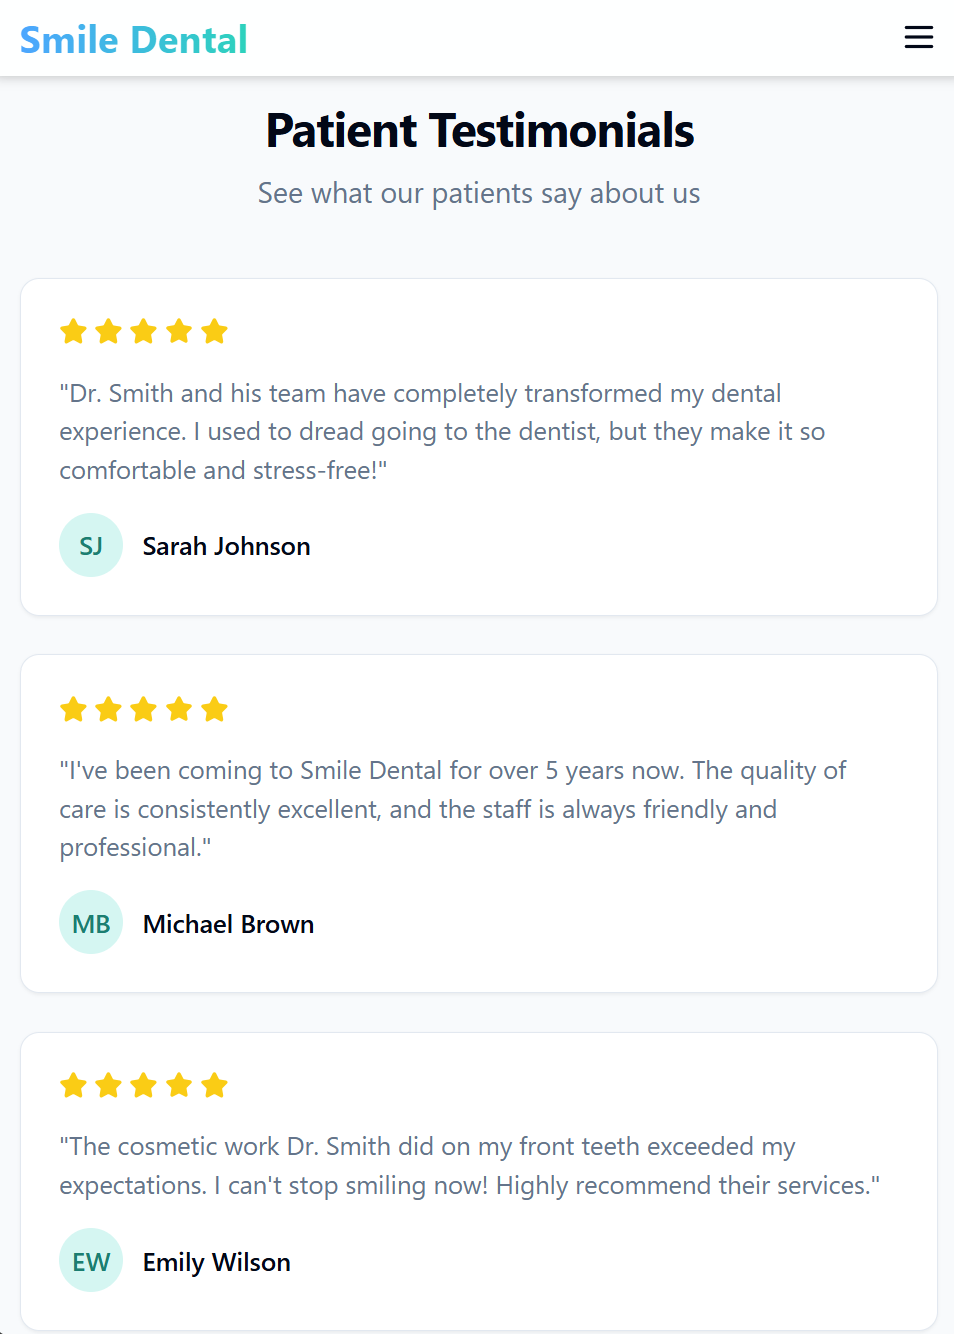 Smile Dental
Patient Testimonials
See what our patients say about us
"Dr. Smith and his team have completely transformed my dental
experience. I used to dread going to the dentist, but they make it so
comfortable and stress-free!"
SJ Sarah Johnson
"I've been coming to Smile Dental for over 5 years now. The quality of
care is consistently excellent, and the staff is always friendly and
professional."
MB Michael Brown
"The cosmetic work Dr. Smith did on my front teeth exceeded my
expectations. I can't stop smiling now! Highly recommend their services."
EW Emily Wilson